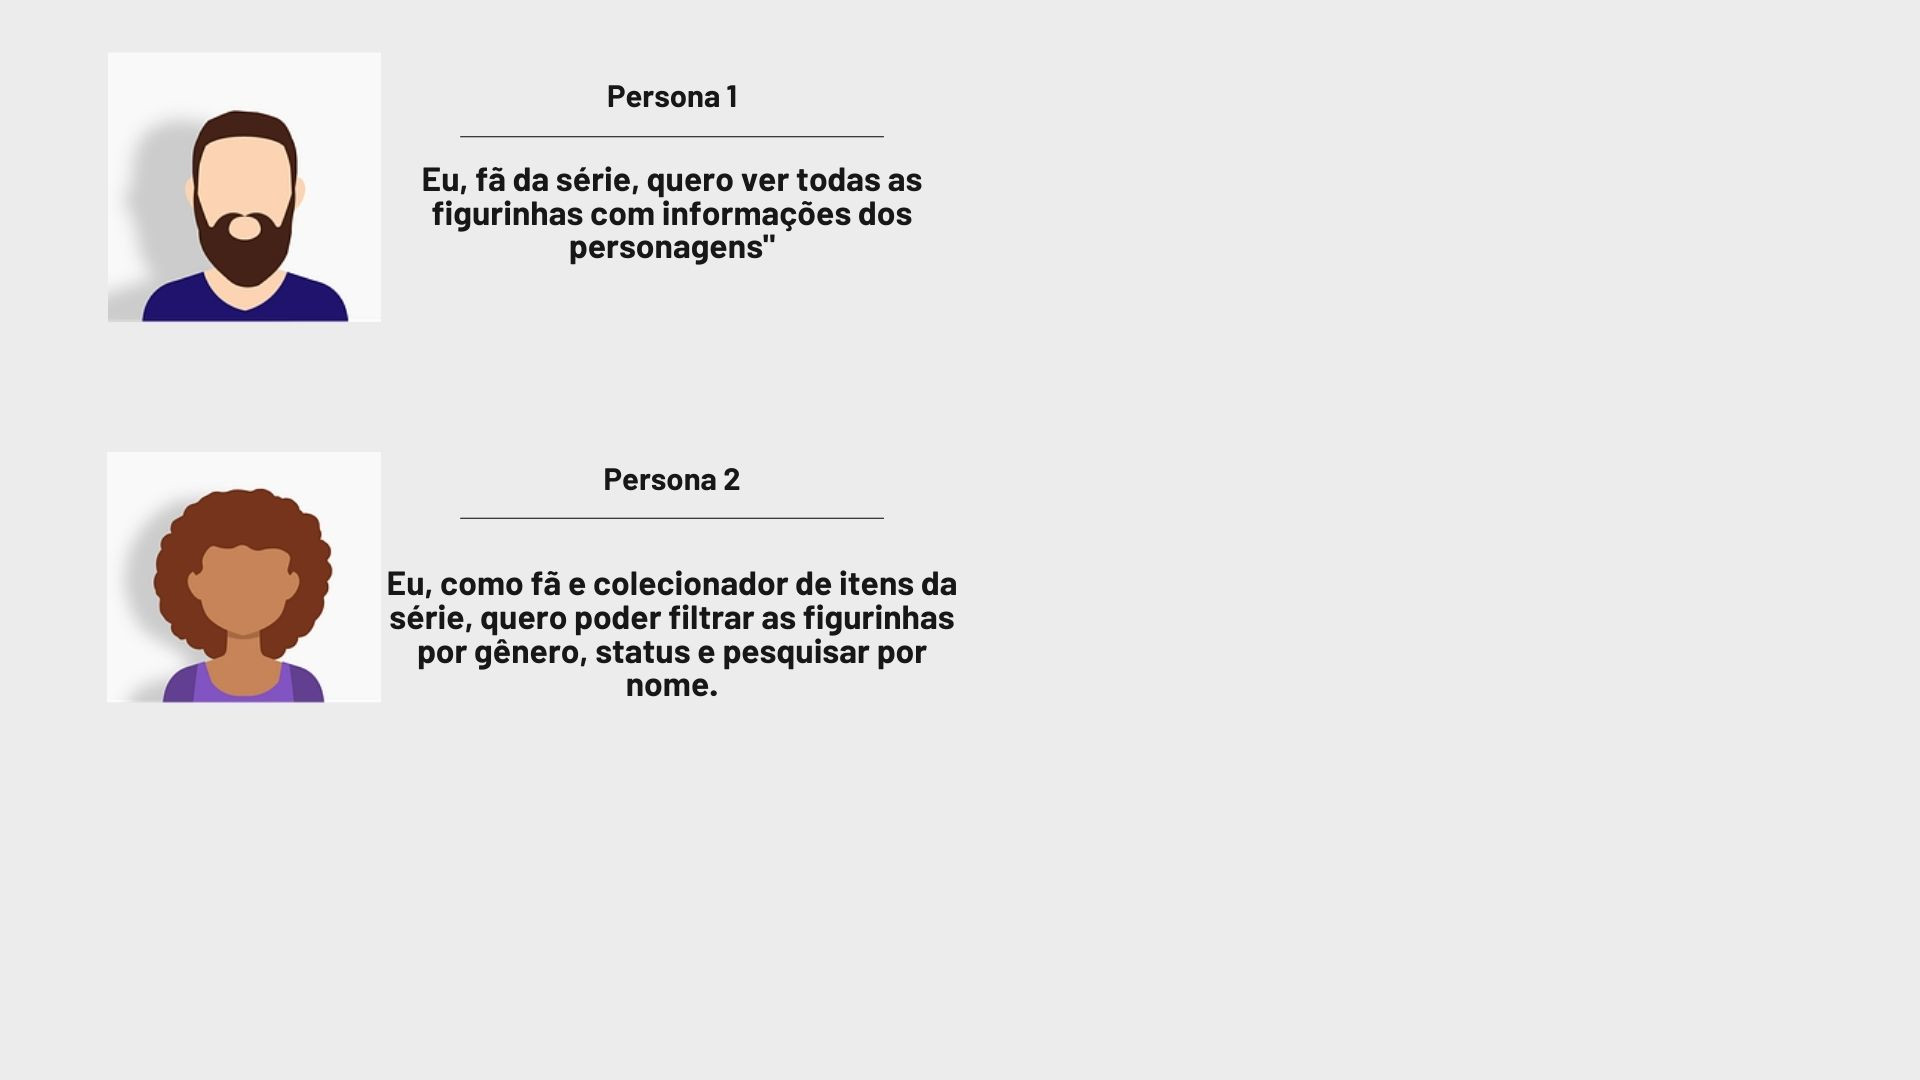 Persona 1
Eu, fã da série, quero ver todas as
figurinhas com informações dos
personagens"
Persona 2
Eu, como fã e colecionador de itens da
série, quero poder filtrar as figurinhas
por gênero, status e pesquisar por
nome.